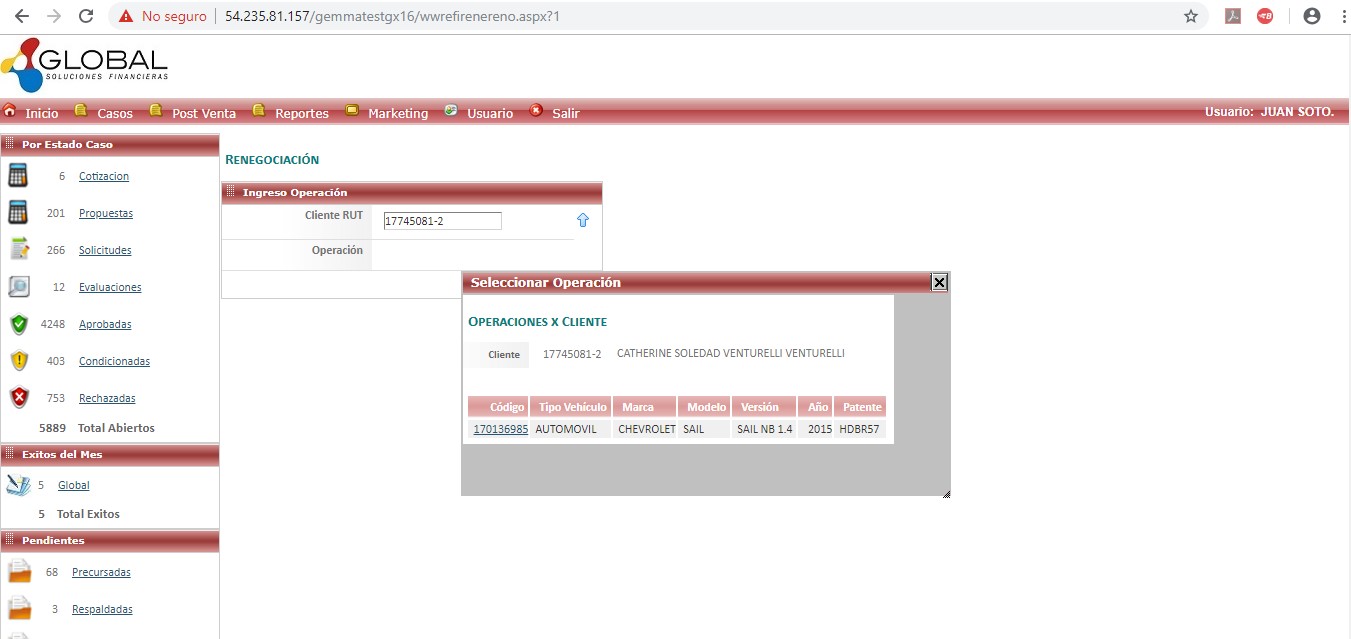 No seguro | 54.235.81.157/gemmatestgx16/wwrefirenereno.aspx?1
GLOBAL
SOLUCIONES FINANCIERAS
Inicio Casos Post Venta Reportes Marketing Usuario Salir Usuario: JUAN SOTO.
Por Estado Caso
6 Cotizacion
201 Propuestas
266 Solicitudes
12 Evaluaciones
4248 Aprobadas
403 Condicionadas
753 Rechazadas
5889 Total Abiertos
Exitos del Mes
5 Global
5 Total Exitos
Pendientes
68 Precursadas
3 Respaldadas
RENEGOCIACIÓN
Ingreso Operación
Cliente RUT 17745081-2
Operación
Seleccionar Operación
OPERACIONES X CLIENTE
Cliente 17745081-2 CATHERINE SOLEDAD VENTURELLI VENTURELLI
Código Tipo Vehículo Marca Modelo Versión Año Patente
170136985 AUTOMOVIL CHEVROLET SAIL SAIL NB 1.4 2015 HDBR57